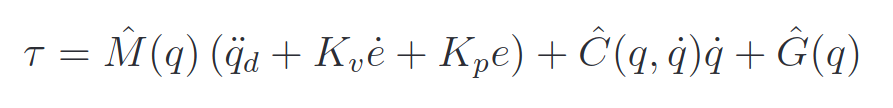 τ = M̂(q) (q̈_d + K_v ė + K_p e) + Ĉ(q, q̇)q̇ + Ĝ(q)